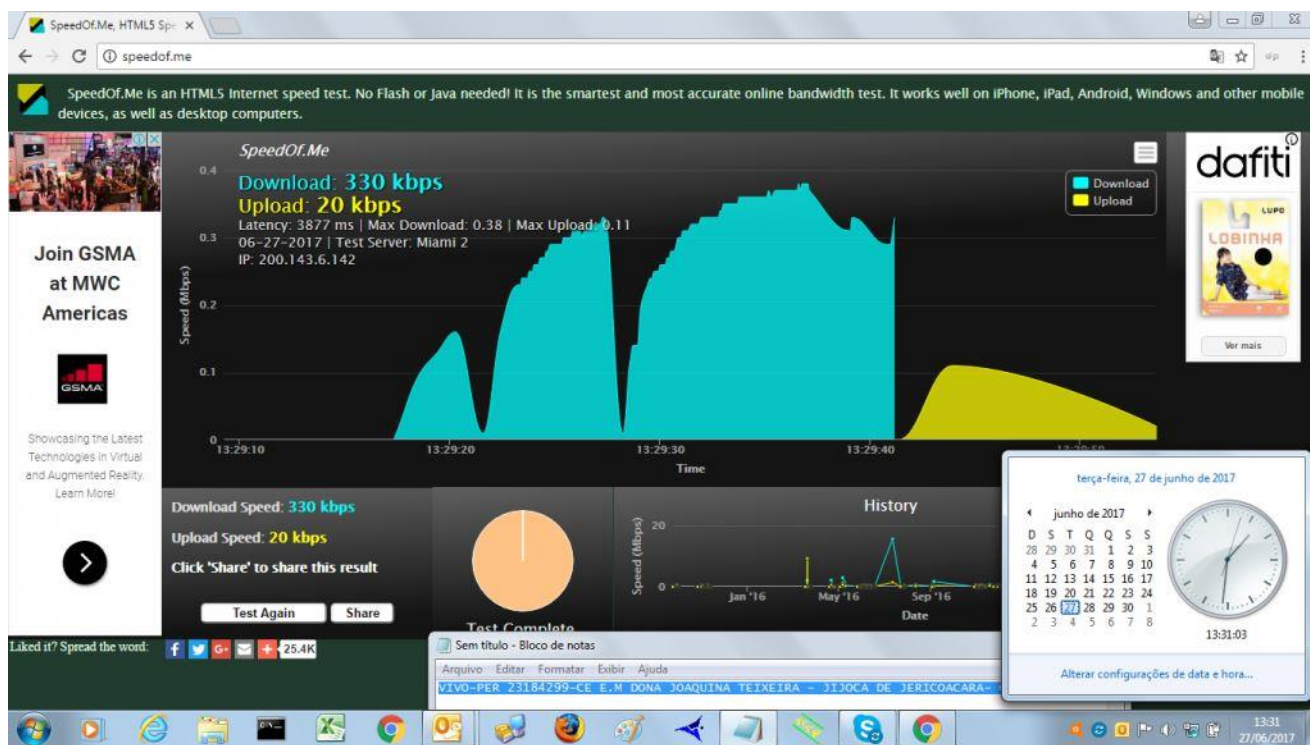 SpeedOf.Me, HTML5 Spe
speedof.me
SpeedOf.Me is an HTML5 Internet speed test. No Flash or Java needed! It is the smartest and most accurate online bandwidth test. It works well on iPhone, iPad, Android, Windows and other mobile
devices, as well as desktop computers.
SpeedOf.Me
Download: 330 kbps
Upload: 20 kbps
Latency: 3877 ms | Max Download: 0.38 | Max Upload: 0.11
06-27-2017 | Test Server: Miami 2
IP: 200.143.6.142
Download
Upload
Speed (Mbps)
0.4
0.3
0.2
0.1
0
13:29:10
13:29:20
13:29:30
13:29:40
13:29:50
Time
Join GSMA
at MWC
Americas
GSMA
Showcasing the Latest
Technologies in Virtual
and Augmented Reality.
Learn More!
dafiti
LUPO
LOBINHA
Ver mais
Download Speed: 330 kbps
Upload Speed: 20 kbps
Click 'Share' to share this result
Test Again
Share
Test Complete
History
Speed (Mbps)
20
0
Jan '16
May '16
Sep '16
Date
Liked it? Spread the word:
25.4K
Sem título - Bloco de notas
Arquivo Editar Formatar Exibir Ajuda
VIVO-PER 23184299-CE E.M DONA JOAQUINA TEIXEIRA - JIJOCA DE JERICOACARA-
terça-feira, 27 de junho de 2017
junho de 2017
D S T Q Q S S
28 29 30 31 1 2 3
4 5 6 7 8 9 10
11 12 13 14 15 16 17
18 19 20 21 22 23 24
25 26 27 28 29 30 1
2 3 4 5 6 7 8
13:31:03
Alterar configurações de data e hora...
13:31
27/06/2017